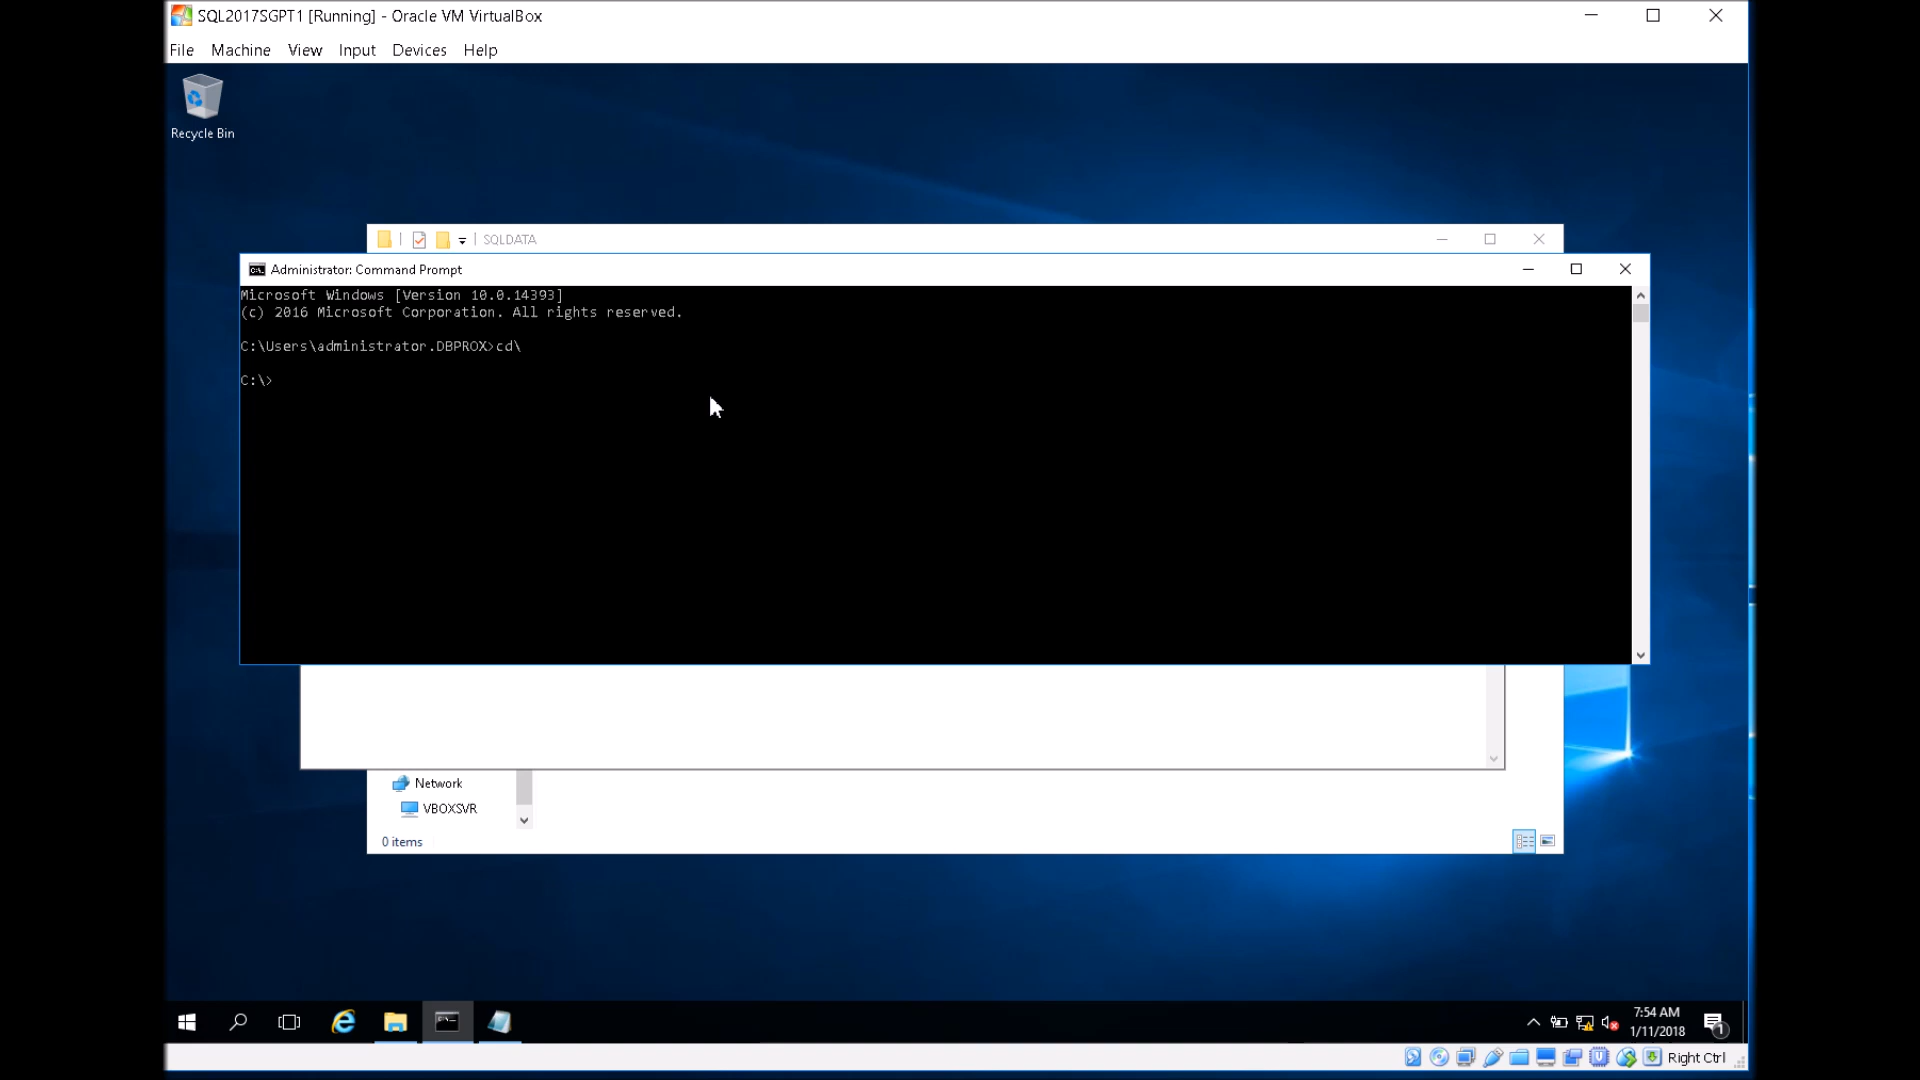 SQL2017SGPT1 [Running] - Oracle VM VirtualBox
File Machine View Input Devices Help
Recycle Bin
SQLDATA
Administrator: Command Prompt
Microsoft Windows [Version 10.0.14393]
(c) 2016 Microsoft Corporation. All rights reserved.
C:\Users\administrator.DBPROX>cd\
C:\>
Network
VBOXSVR
0 items
7:54 AM
1/11/2018
1
Right Ctrl